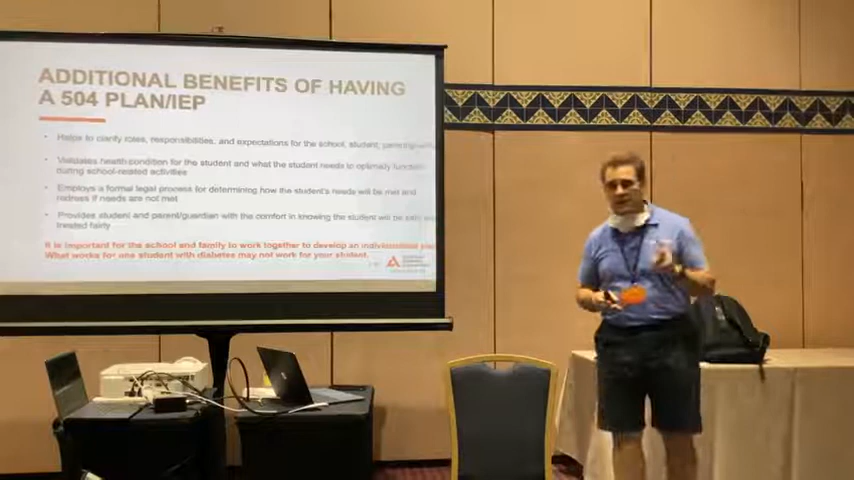 ADDITIONAL BENEFITS OF HAVING
A 504 PLAN/IEP
• Helps to clarify roles, responsibilities, and expectations for the school, student, parent/guardian
• Validates health condition for the student and what the student needs to optimally function
during school-related activities
• Employs a formal legal process for determining how the student's needs will be met and
redress if needs are not met
• Provides student and parent/guardian with the comfort in knowing the student will be safe and
treated fairly
It is important for the school and family to work together to develop an individualized plan.
What works for one student with diabetes may not work for your student.